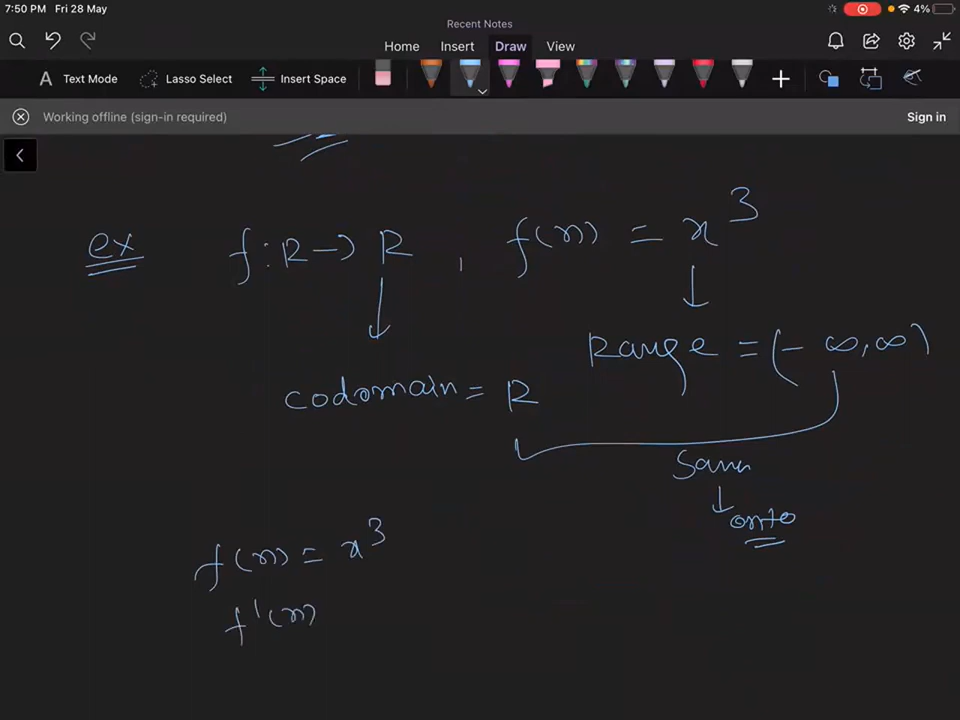 7:50 PM Fri 28 May
4%
Recent Notes
Home Insert Draw View
Text Mode Lasso Select Insert Space
Working offline (sign-in required) Sign in
ex f: R → R , f(x) = x³
Range = (- ∞, ∞)
codomain = R
Same
onto
f(x) = x³
f'(x)